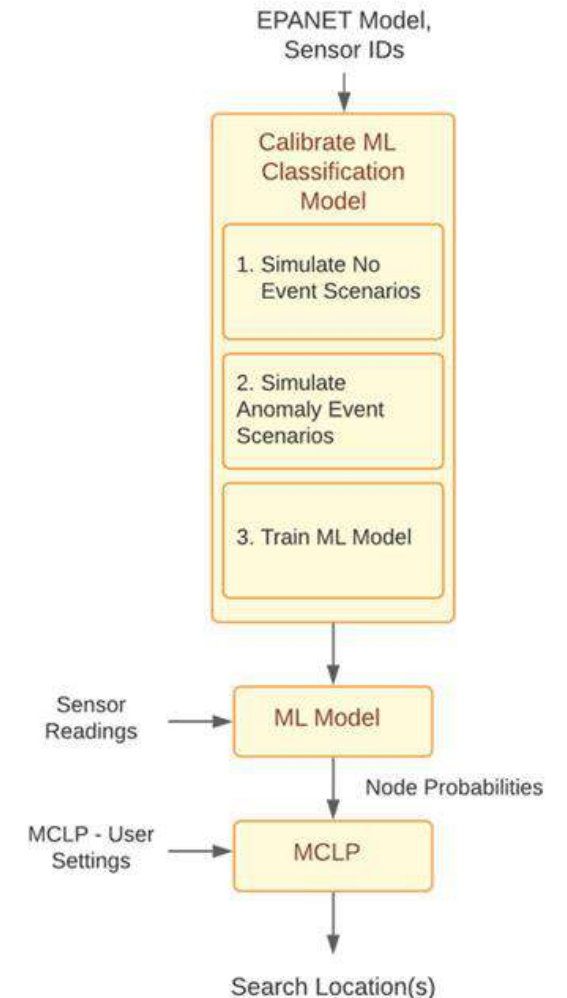 EPANET Model,
Sensor IDs
Calibrate ML
Classification
Model
1. Simulate No
Event Scenarios
2. Simulate
Anomaly Event
Scenarios
3. Train ML Model
Sensor
Readings
ML Model
Node Probabilities
MCLP - User
Settings
MCLP
Search Location(s)